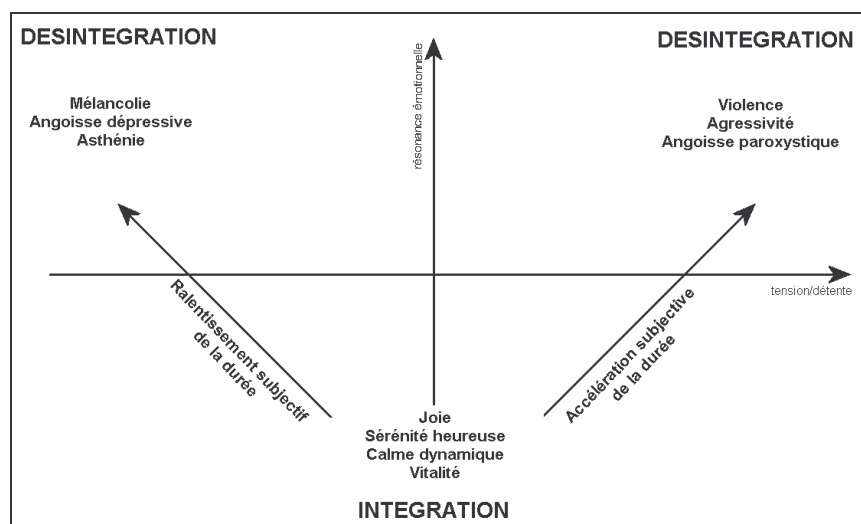 DESINTEGRATION
DESINTEGRATION
résonance émotionnelle
Mélancolie
Angoisse dépressive
Asthénie
Violence
Agressivité
Angoisse paroxystique
tension/détente
Ralentissement subjectif
de la durée
Accélération subjective
de la durée
Joie
Sérénité heureuse
Calme dynamique
Vitalité
INTEGRATION